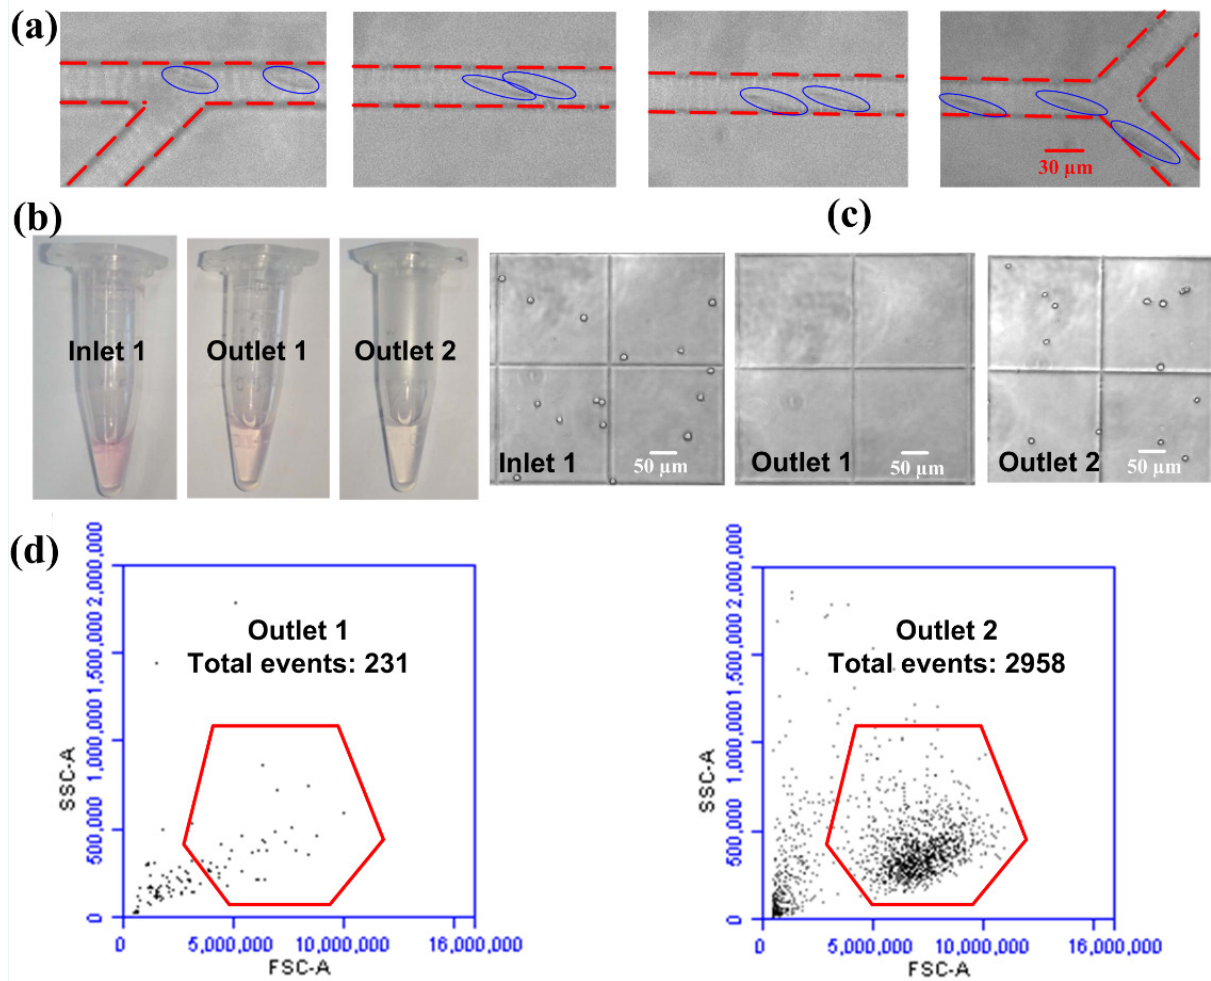 (a)
30 µm
(b)
(c)
Inlet 1
Outlet 1
Outlet 2
Inlet 1
50 µm
Outlet 1
50 µm
Outlet 2
50 µm
(d)
SSC-A
2,000,000
1,500,000
1,000,000
500,000
0
Outlet 1
Total events: 231
0
5,000,000
10,000,000
16,000,000
FSC-A
SSC-A
2,000,000
1,500,000
1,000,000
500,000
0
Outlet 2
Total events: 2958
0
5,000,000
10,000,000
16,000,000
FSC-A